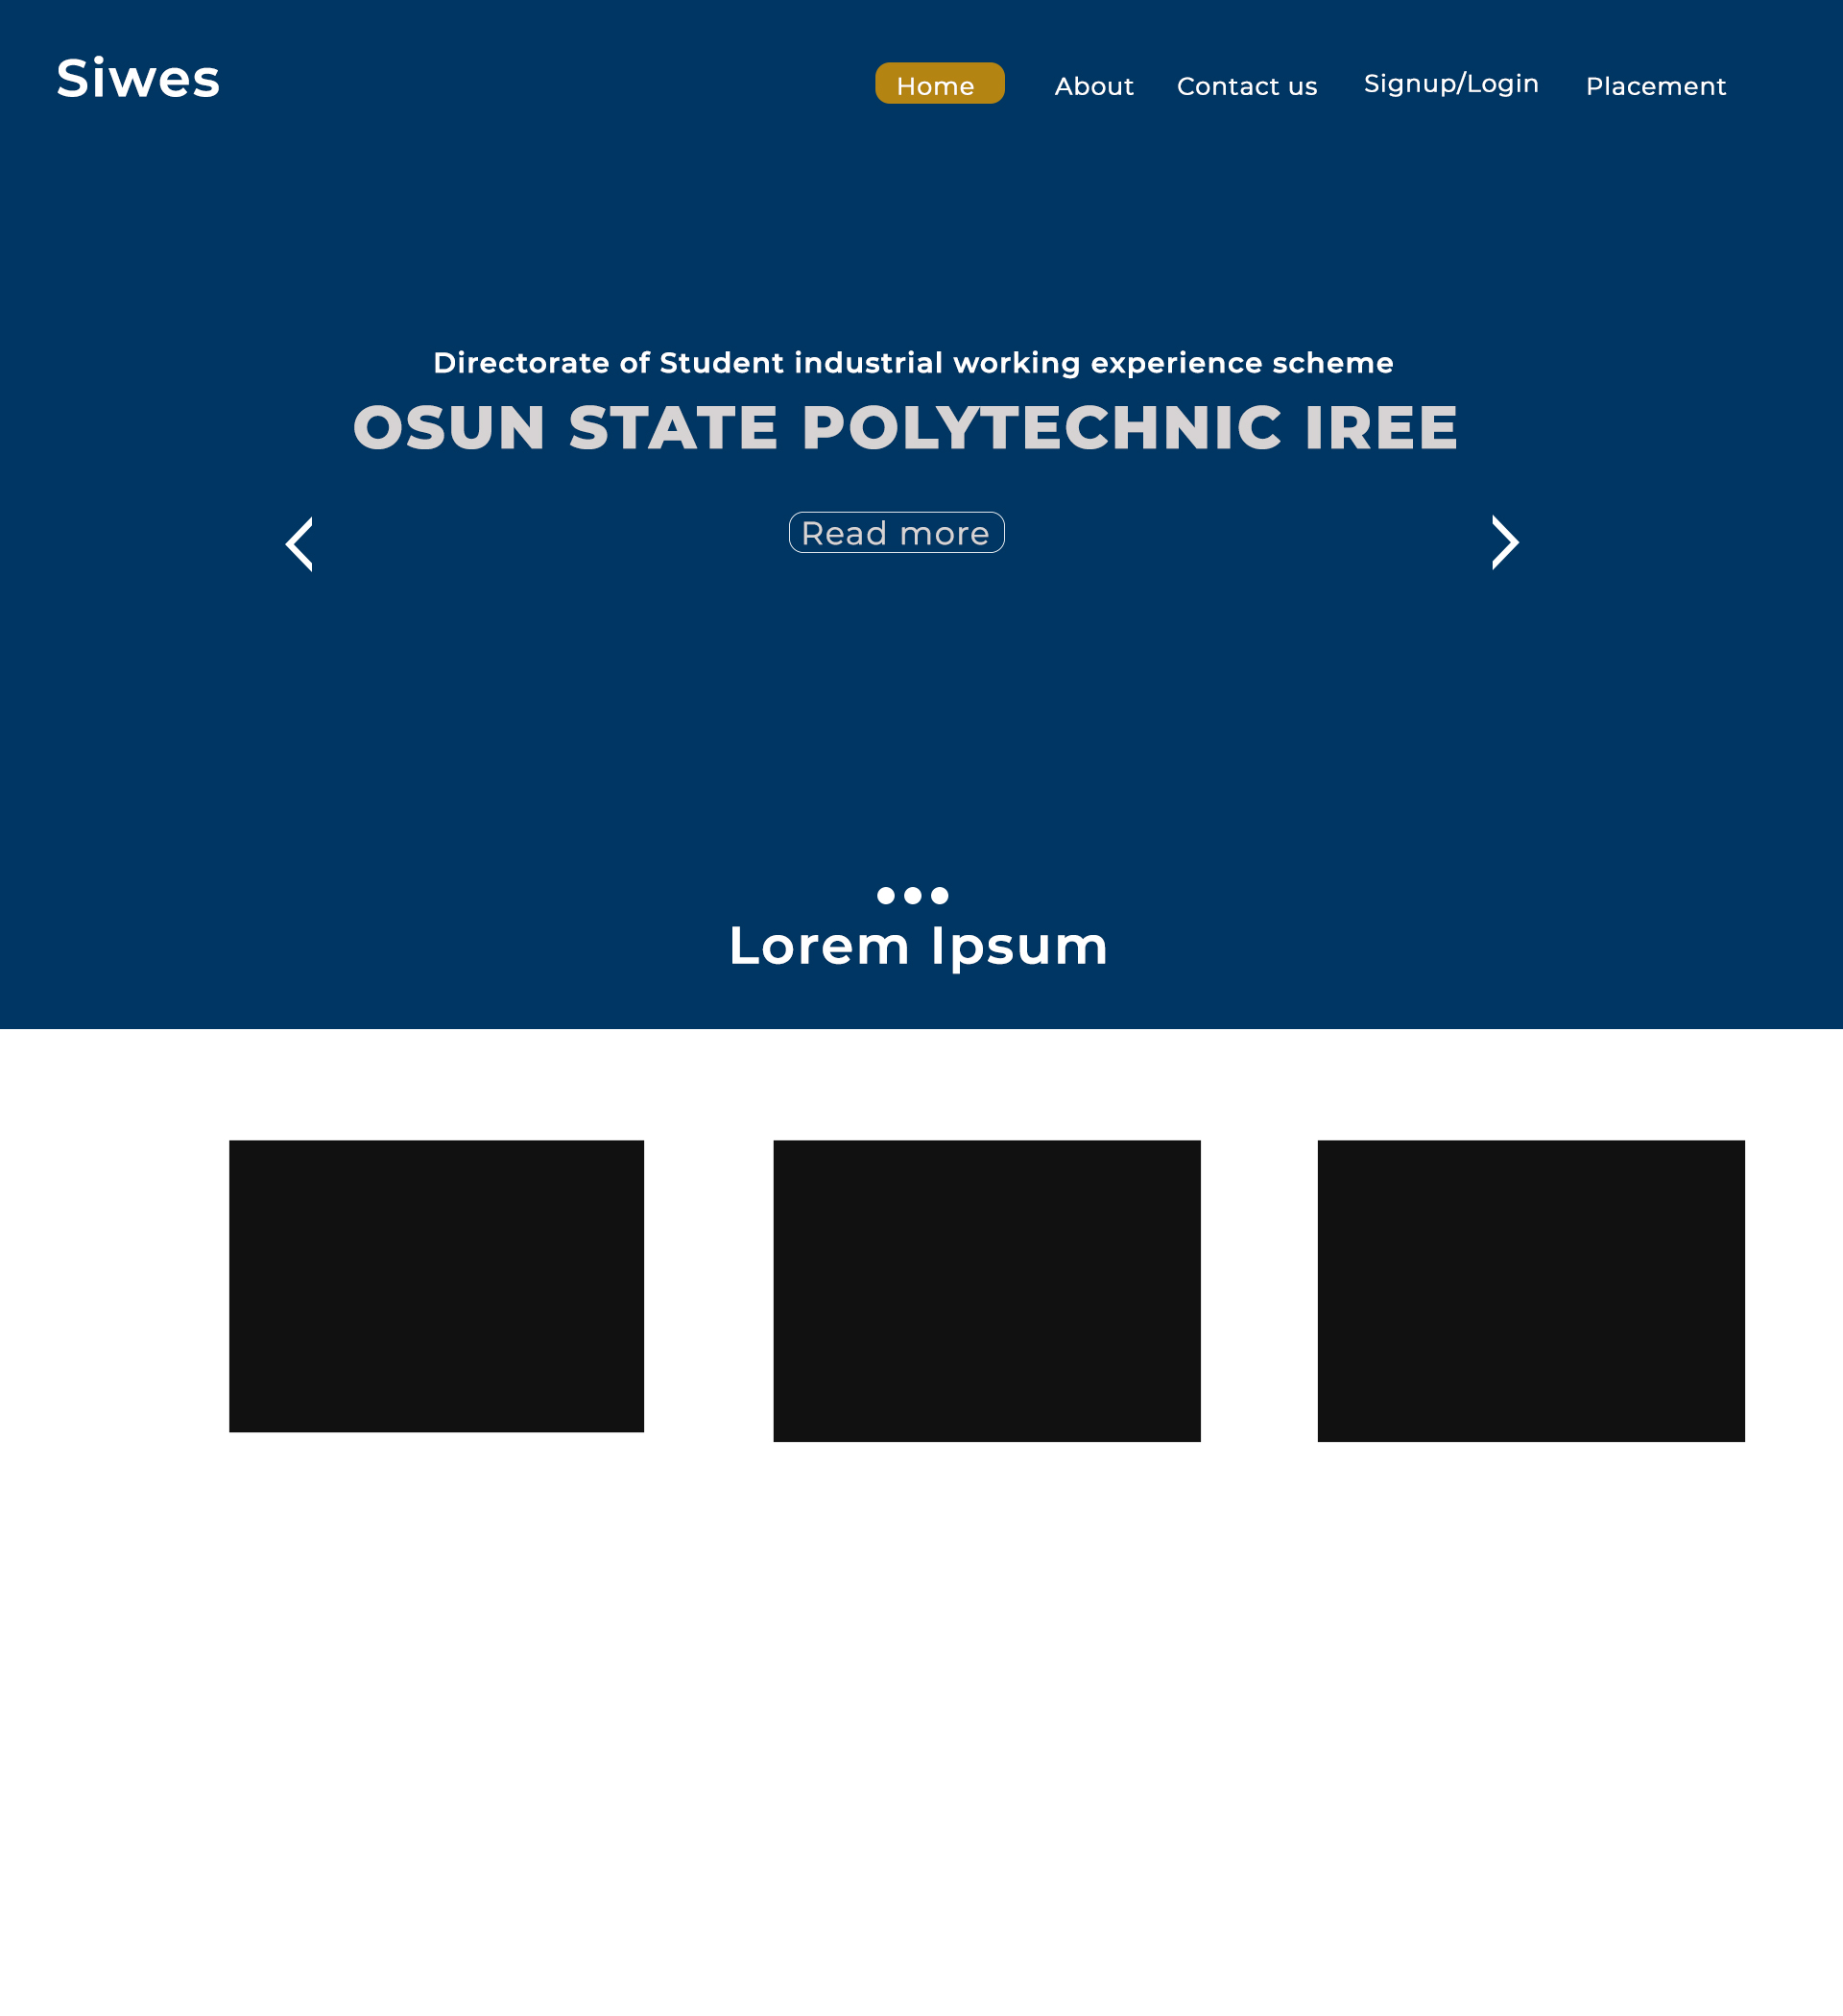 Siwes
Home About Contact us Signup/Login Placement
Directorate of Student industrial working experience scheme
OSUN STATE POLYTECHNIC IREE
Read more
Lorem Ipsum